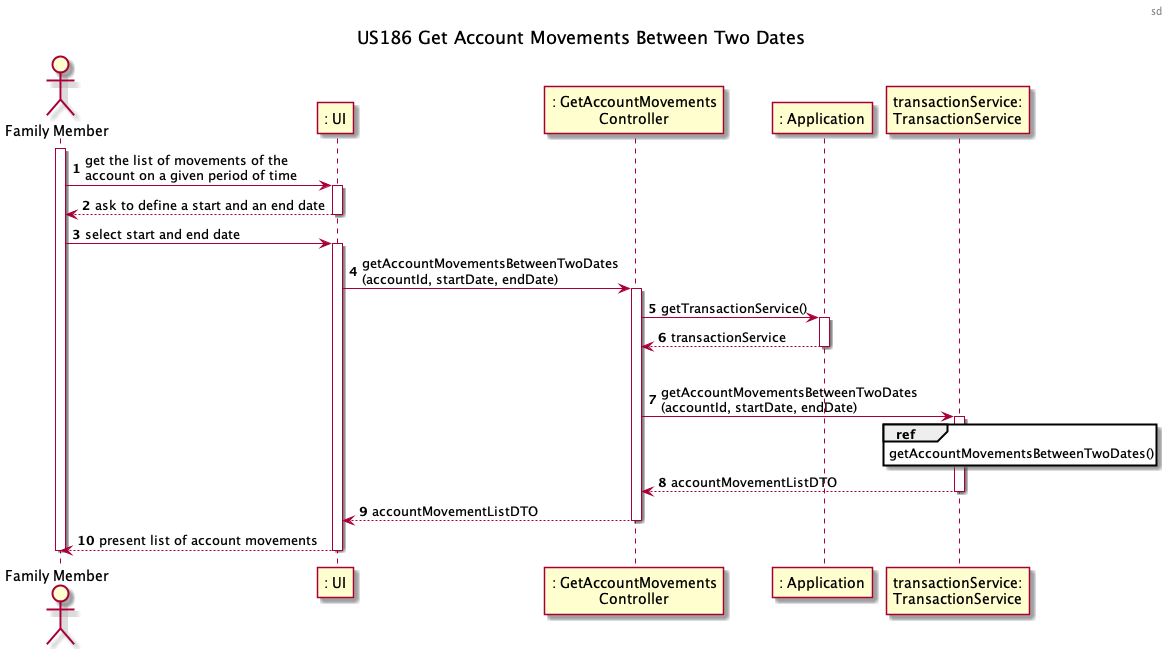 sd
US186 Get Account Movements Between Two Dates
Family Member
: UI
: GetAccountMovements
Controller
: Application
transactionService:
TransactionService
1 get the list of movements of the
account on a given period of time
2 ask to define a start and an end date
3 select start and end date
4 getAccountMovementsBetweenTwoDates
(accountId, startDate, endDate)
5 getTransactionService()
6 transactionService
7 getAccountMovementsBetweenTwoDates
(accountId, startDate, endDate)
ref
getAccountMovementsBetweenTwoDates()
8 accountMovementListDTO
9 accountMovementListDTO
10 present list of account movements
Family Member
: UI
: GetAccountMovements
Controller
: Application
transactionService:
TransactionService